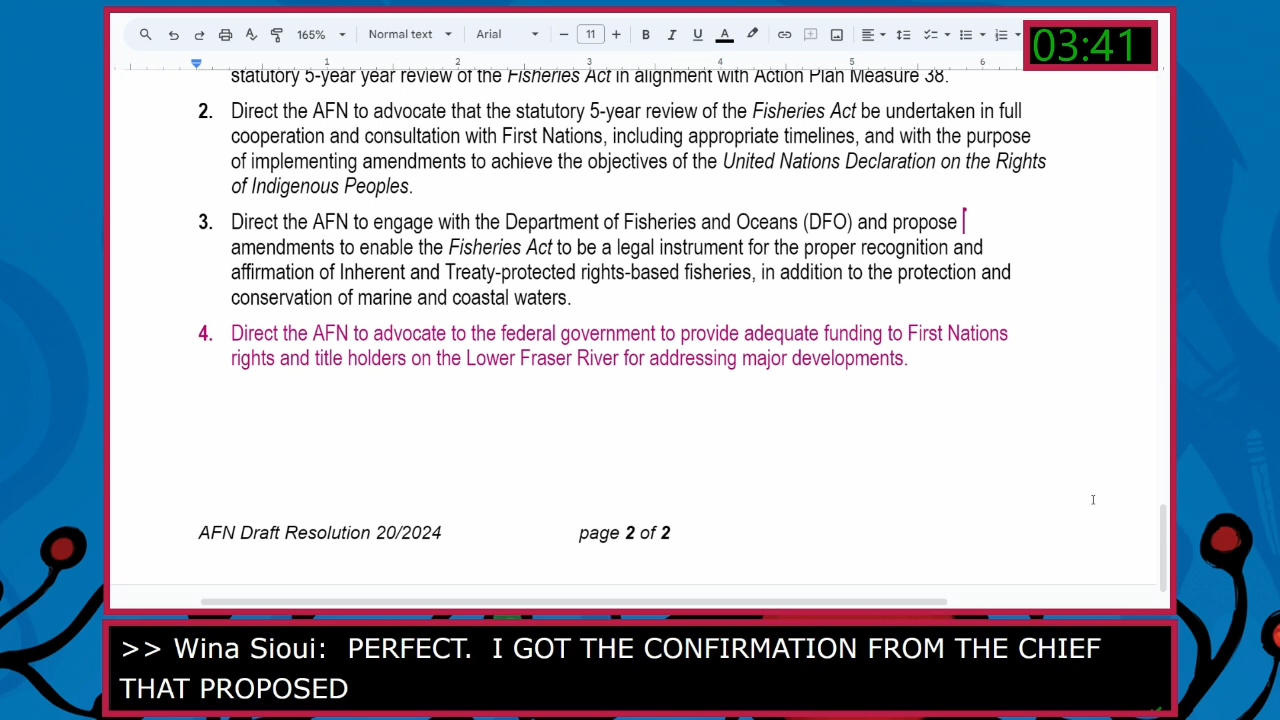 165%
Normal text
Arial
11
B I U A
03:41
1 2 3 4 5 6
statutory 5-year year review of the Fisheries Act in alignment with Action Plan Measure 38.
2. Direct the AFN to advocate that the statutory 5-year review of the Fisheries Act be undertaken in full
cooperation and consultation with First Nations, including appropriate timelines, and with the purpose
of implementing amendments to achieve the objectives of the United Nations Declaration on the Rights
of Indigenous Peoples.
3. Direct the AFN to engage with the Department of Fisheries and Oceans (DFO) and propose
amendments to enable the Fisheries Act to be a legal instrument for the proper recognition and
affirmation of Inherent and Treaty-protected rights-based fisheries, in addition to the protection and
conservation of marine and coastal waters.
4. Direct the AFN to advocate to the federal government to provide adequate funding to First Nations
rights and title holders on the Lower Fraser River for addressing major developments.
AFN Draft Resolution 20/2024 page 2 of 2
>> Wina Sioui: PERFECT. I GOT THE CONFIRMATION FROM THE CHIEF
THAT PROPOSED